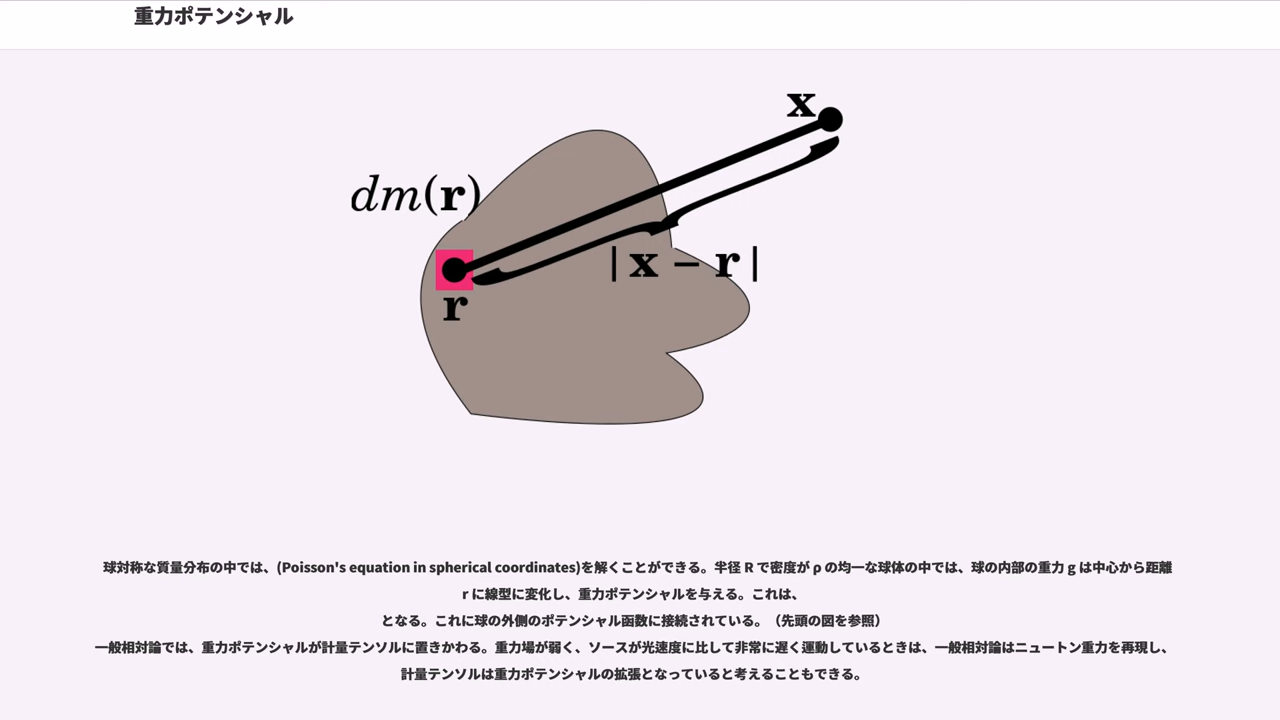 重力ポテンシャル
x
dm(r)
|x − r|
r
球対称な質量分布の中では、(Poisson's equation in spherical coordinates)を解くことができる。半径 R で密度が ρ の均一な球体の中では、球の内部の重力 g は中心から距離
r に線型に変化し、重力ポテンシャルを与える。これは、
となる。これに球の外側のポテンシャル函数に接続されている。（先頭の図を参照）
一般相対論では、重力ポテンシャルが計量テンソルに置きかわる。重力場が弱く、ソースが光速度に比して非常に遅く運動しているときは、一般相対論はニュートン重力を再現し、
計量テンソルは重力ポテンシャルの拡張となっていると考えることもできる。